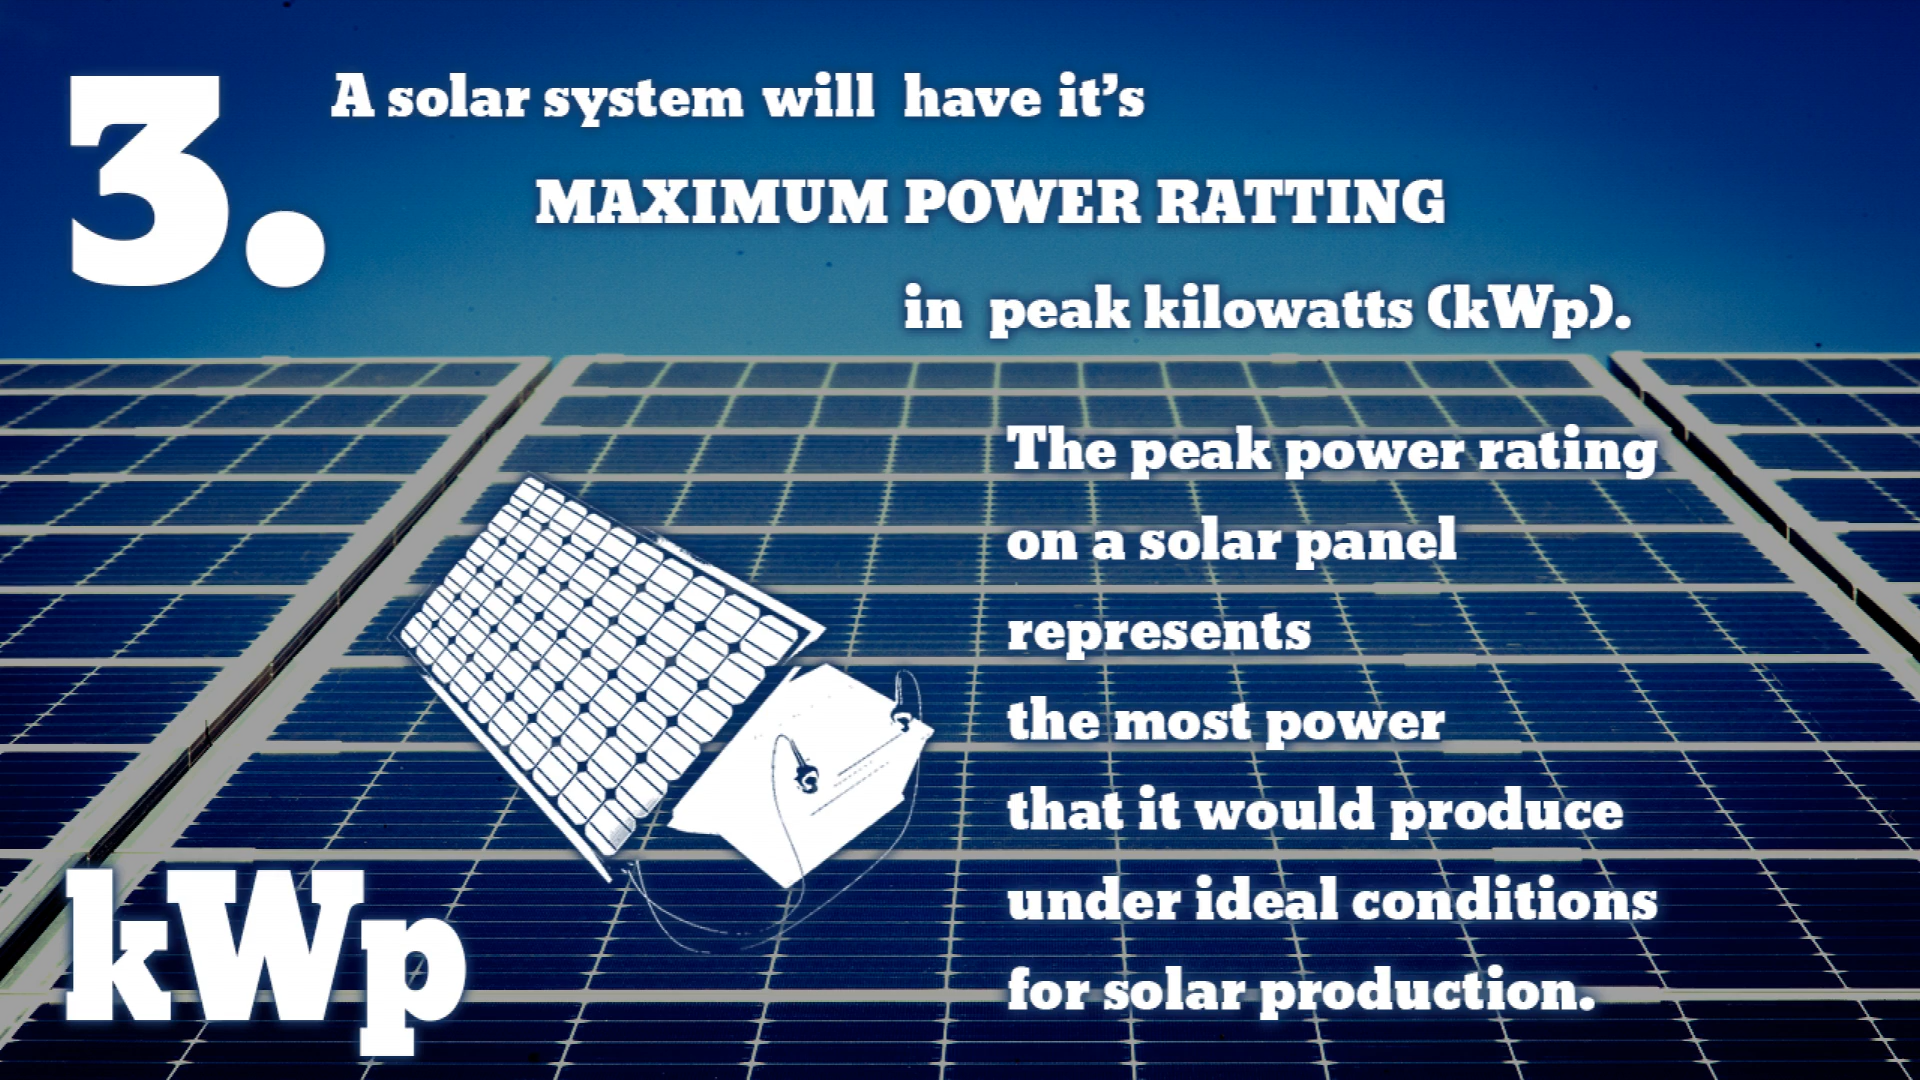 3.
A solar system will have it's
MAXIMUM POWER RATTING
in peak kilowatts (kWp).
The peak power rating
on a solar panel
represents
the most power
that it would produce
under ideal conditions
for solar production.
kWp